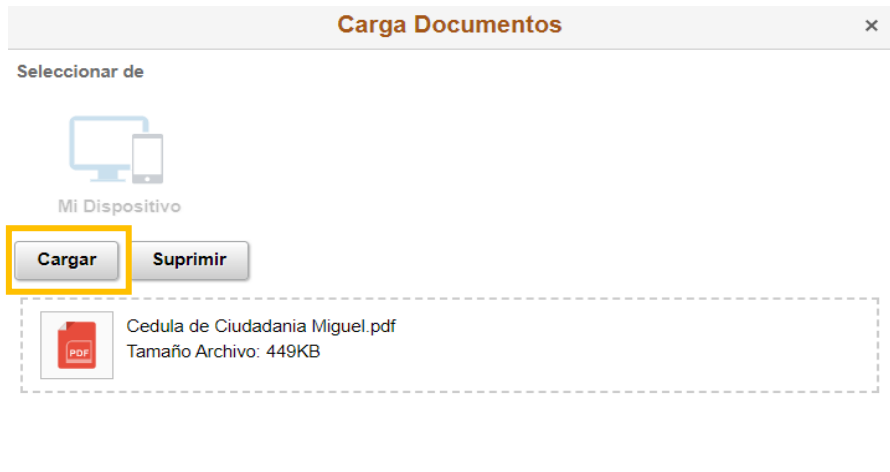 Carga Documentos ×
Seleccionar de
Mi Dispositivo
Cargar Suprimir
PDF
Cedula de Ciudadania Miguel.pdf
Tamaño Archivo: 449KB